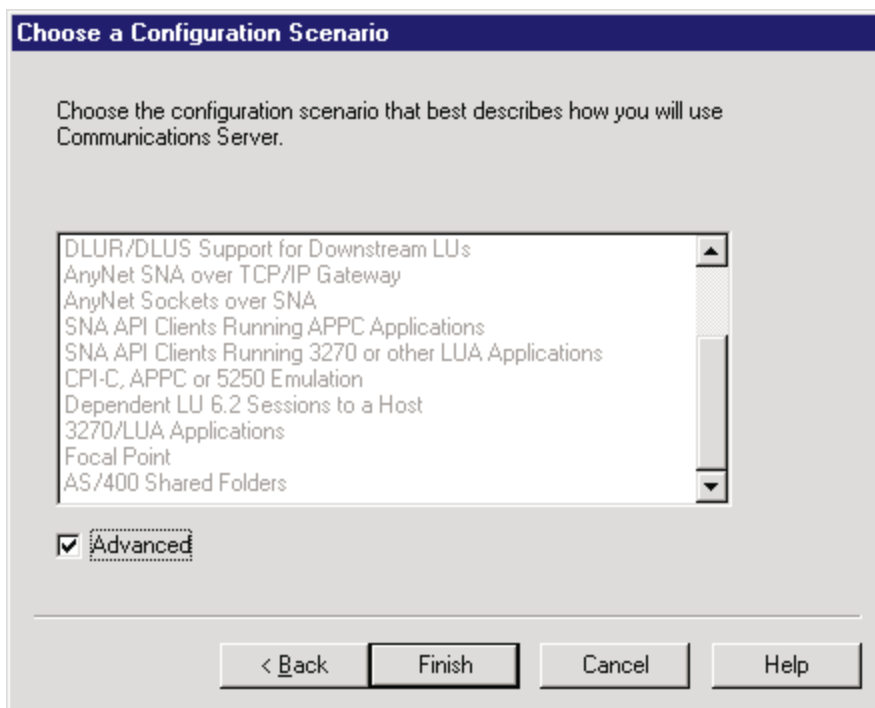 Choose a Configuration Scenario
Choose the configuration scenario that best describes how you will use
Communications Server.
DLUR/DLUS Support for Downstream LUs
AnyNet SNA over TCP/IP Gateway
AnyNet Sockets over SNA
SNA API Clients Running APPC Applications
SNA API Clients Running 3270 or other LUA Applications
CPI-C, APPC or 5250 Emulation
Dependent LU 6.2 Sessions to a Host
3270/LUA Applications
Focal Point
AS/400 Shared Folders
Advanced
< Back Finish Cancel Help